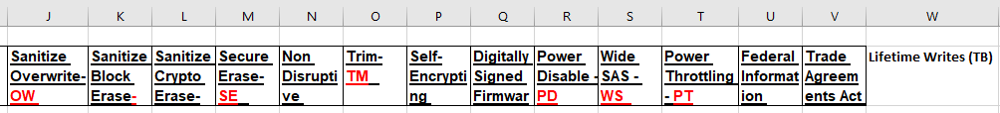 J K L M N O P Q R S T U V W
Sanitize Sanitize Sanitize Secure Non Trim- Self- Digitally Power Wide Power Federal Trade Lifetime Writes (TB)
Overwrite- Block Crypto Erase- Disrupti TM Encrypti Signed Disable - SAS - Throttling Informat Agreem
OW Erase- Erase- SE ve ng Firmwar PD WS - PT ion ents Act